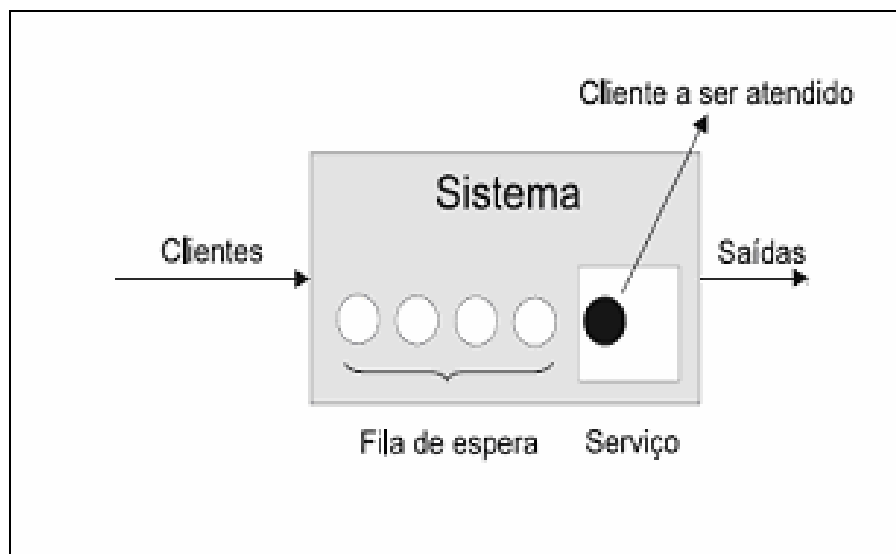 Cliente a ser atendido
Sistema
Clientes
Saídas
Fila de espera
Serviço